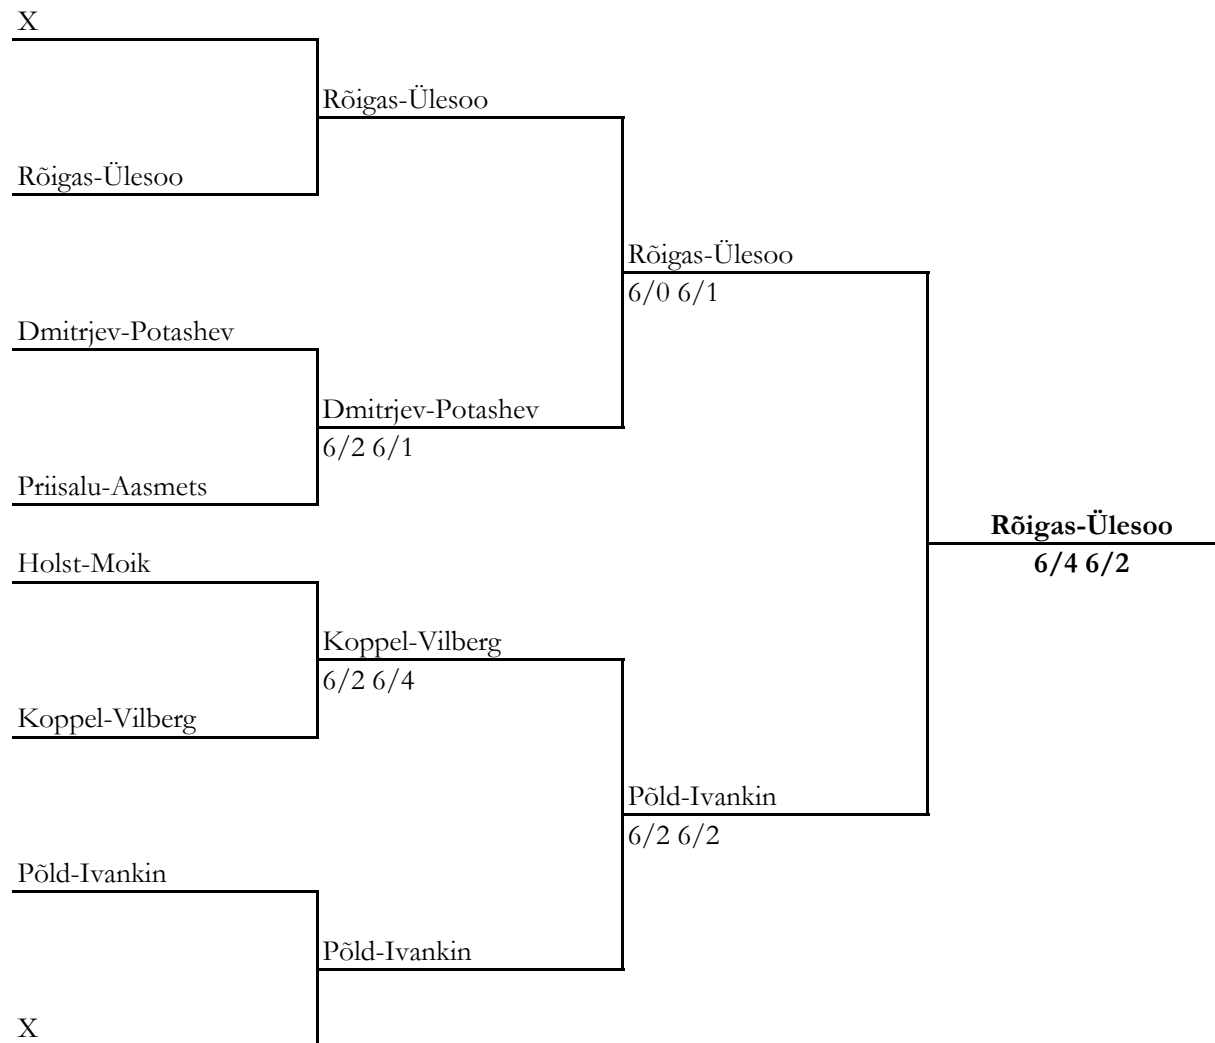 X
Rõigas-Ülesoo
Rõigas-Ülesoo
Rõigas-Ülesoo
6/0 6/1
Dmitrjev-Potashev
Dmitrjev-Potashev
6/2 6/1
Priisalu-Aasmets
Rõigas-Ülesoo
6/4 6/2
Holst-Moik
Koppel-Vilberg
6/2 6/4
Koppel-Vilberg
Põld-Ivankin
6/2 6/2
Põld-Ivankin
Põld-Ivankin
X